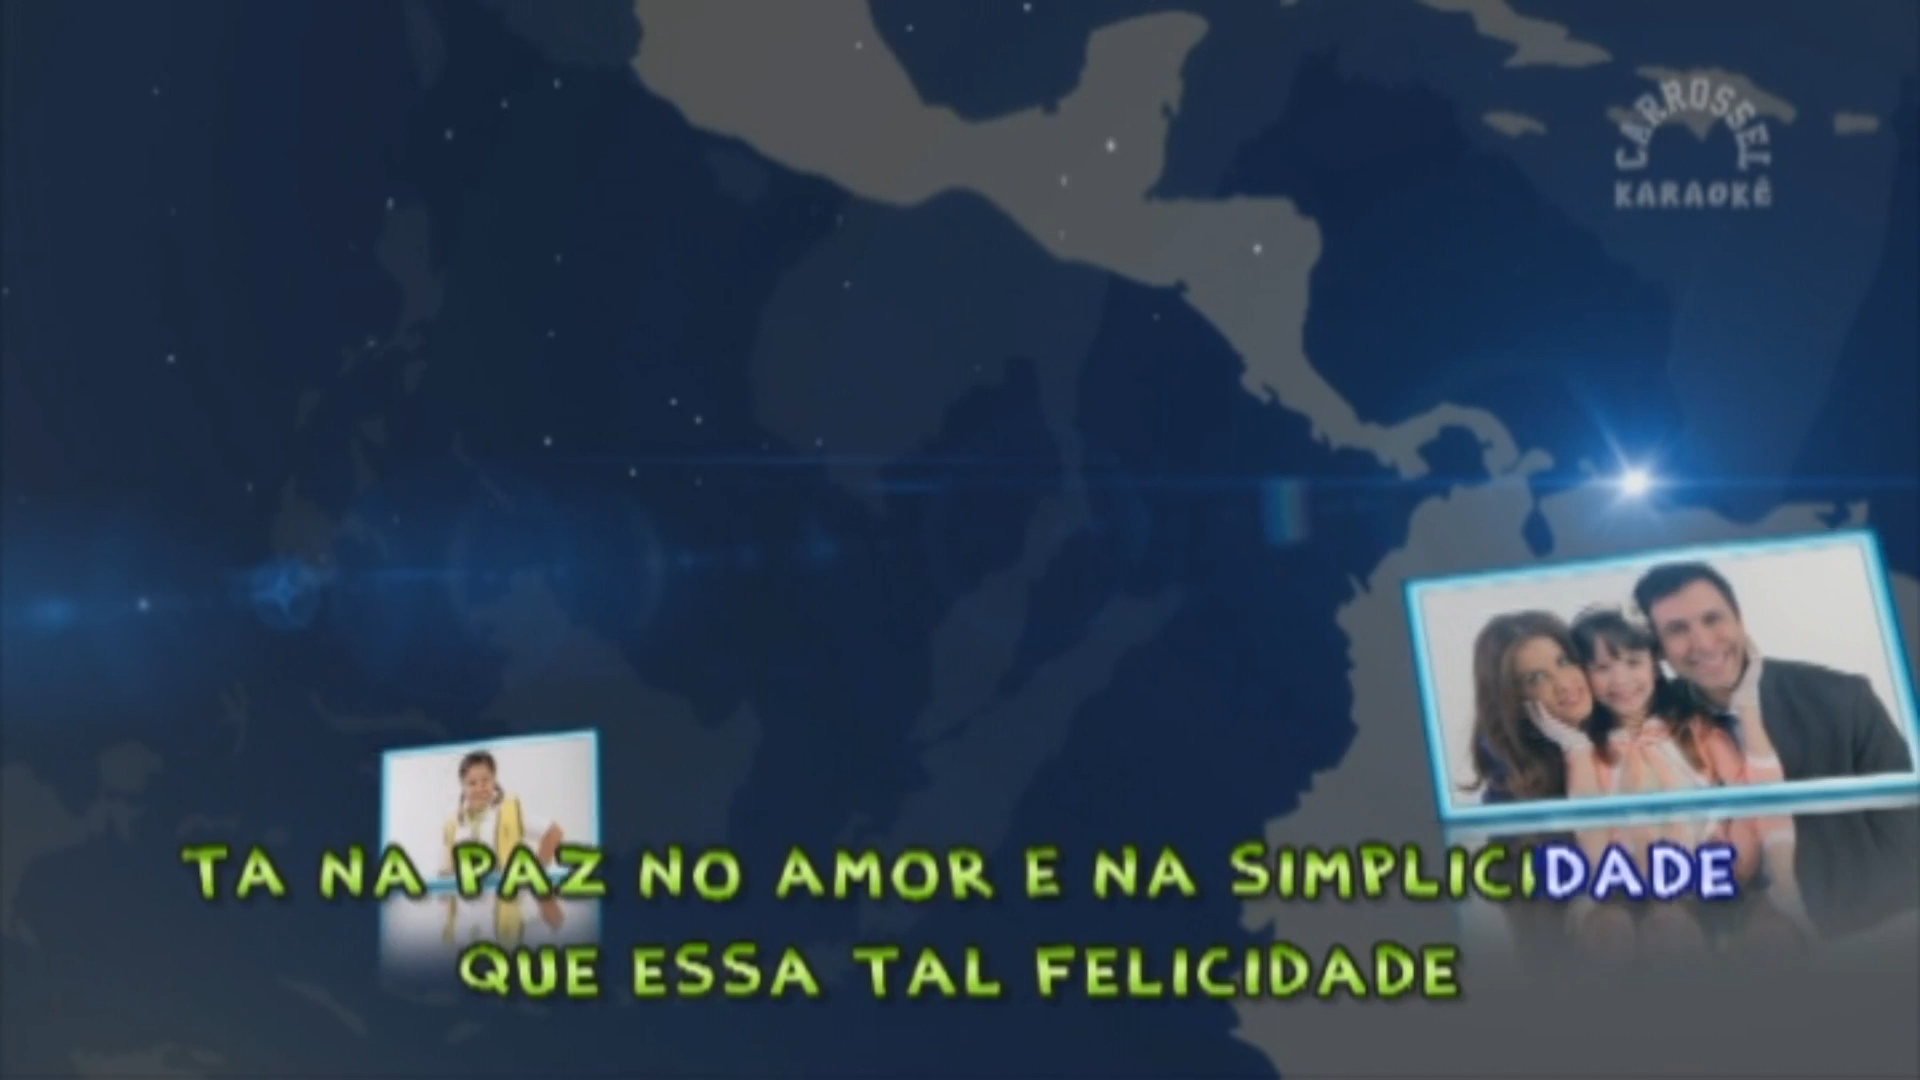 CARROSSEL
KARAOKÊ
TA NA PAZ NO AMOR E NA SIMPLICIDADE
QUE ESSA TAL FELICIDADE